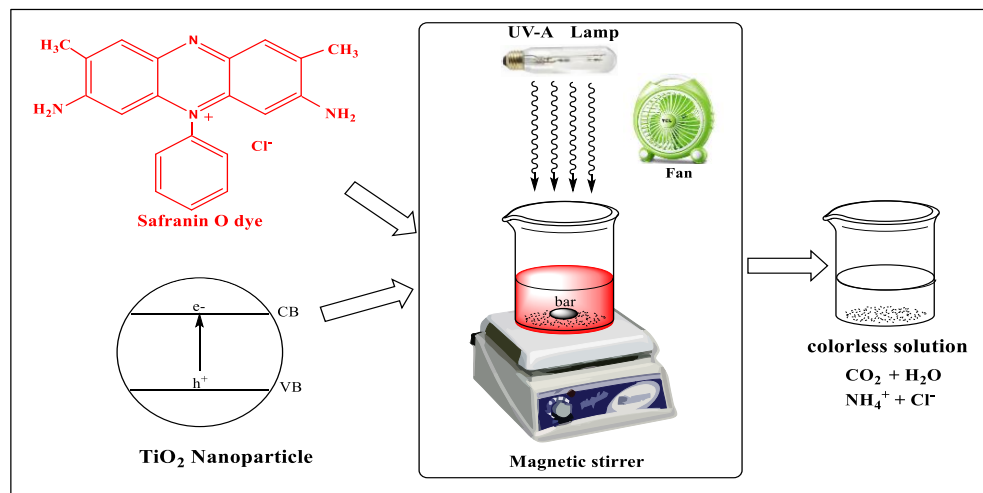 H₃C
N
CH₃
H₂N
N
+
NH₂
Cl⁻
Safranin O dye
e-
CB
h⁺
VB
TiO₂ Nanoparticle
UV-A Lamp
TCL
Fan
bar
Magnetic stirrer
colorless solution
CO₂ + H₂O
NH₄⁺ + Cl⁻